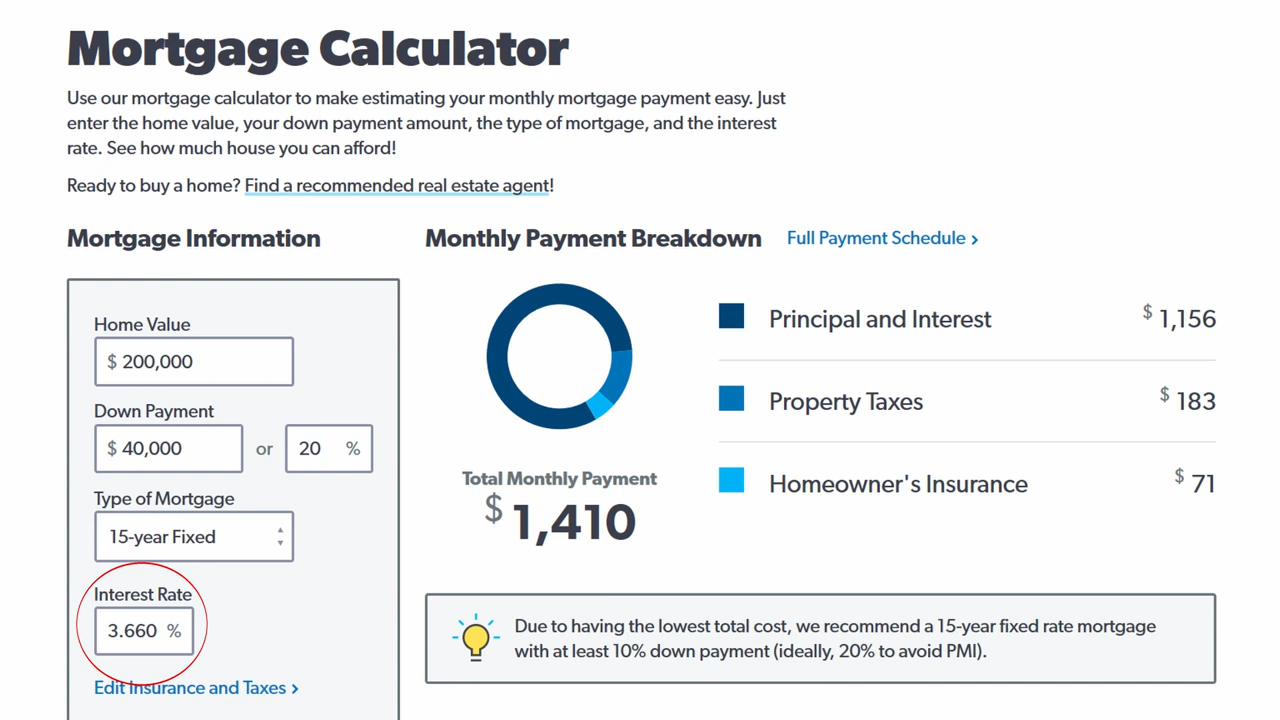 Mortgage Calculator
Use our mortgage calculator to make estimating your monthly mortgage payment easy. Just
enter the home value, your down payment amount, the type of mortgage, and the interest
rate. See how much house you can afford!
Ready to buy a home? Find a recommended real estate agent!
Mortgage Information
Home Value
$ 200,000
Down Payment
$ 40,000 or 20 %
Type of Mortgage
15-year Fixed
Interest Rate
3.660 %
Edit Insurance and Taxes >
Monthly Payment Breakdown Full Payment Schedule >
Total Monthly Payment
$ 1,410
Principal and Interest $ 1,156
Property Taxes $ 183
Homeowner's Insurance $ 71
Due to having the lowest total cost, we recommend a 15-year fixed rate mortgage
with at least 10% down payment (ideally, 20% to avoid PMI).